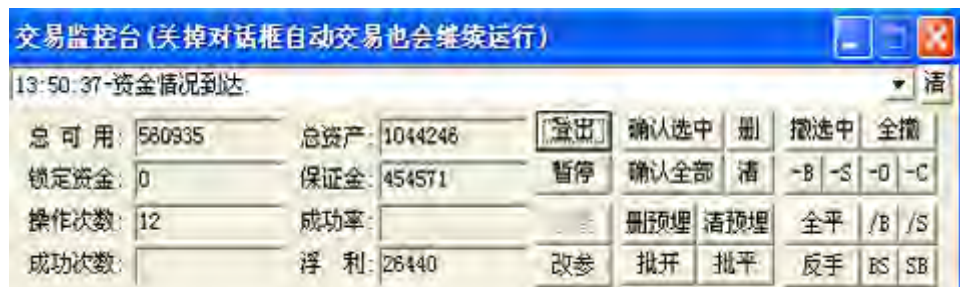 交易监控台(关掉对话框自动交易也会继续运行)
13:50:37-资金情况到达. 清
总 可 用: 560935 总资产: 1044246 登出 确认选中 删 撤选中 全撤
锁定资金: 0 保证金: 454571 暂停 确认全部 清 -B -S -O -C
操作次数: 12 成功率: 删预埋 清预埋 全平 /B /S
成功次数: 浮 利: 26440 改参 批开 批平 反手 BS SB